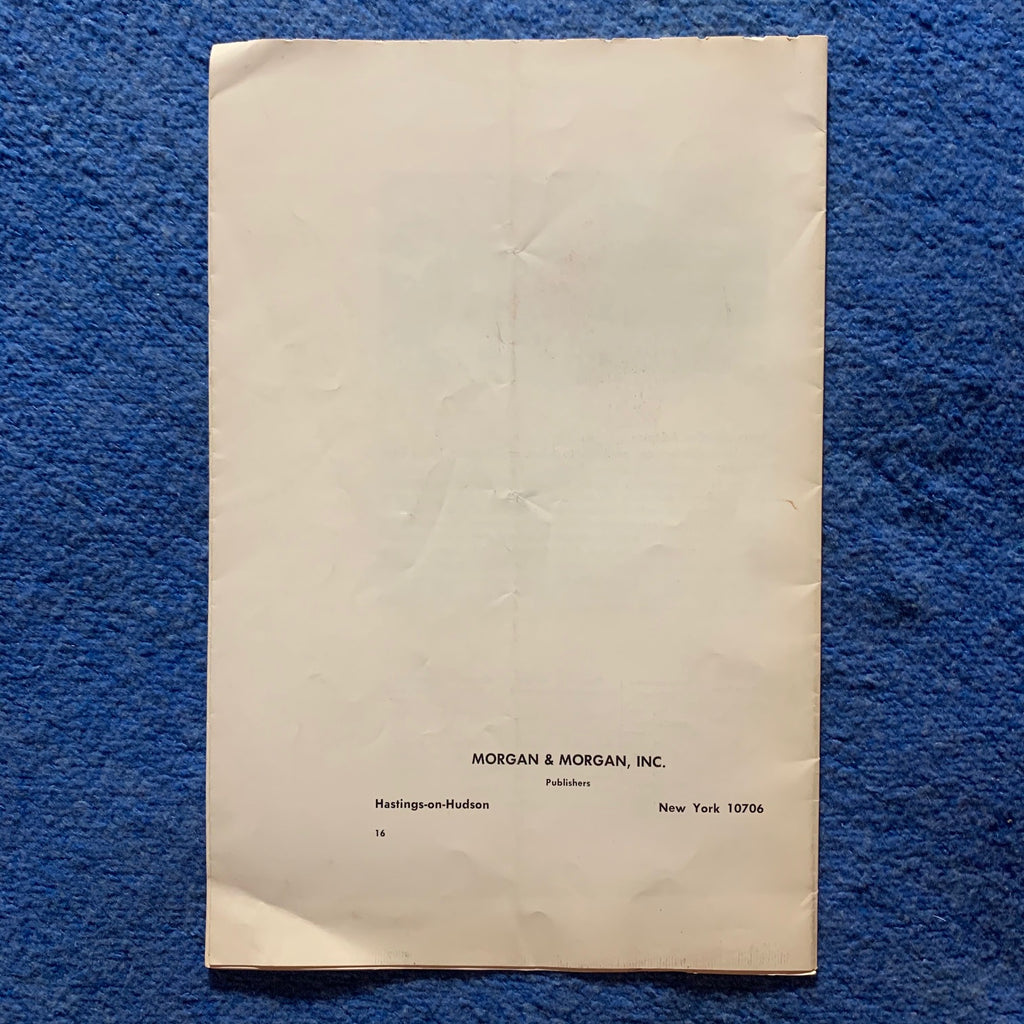 MORGAN & MORGAN, INC.
Publishers
Hastings-on-Hudson New York 10706
16